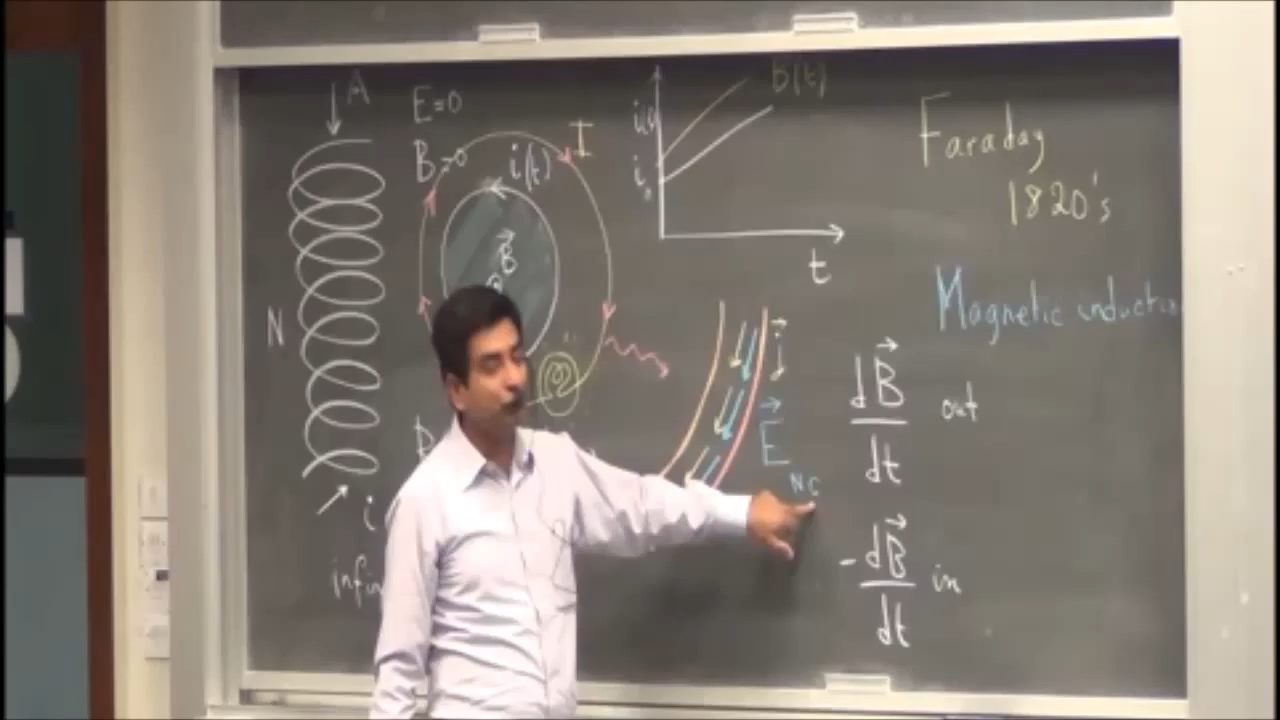 A
E=0
B=0
I
i(t)
B⃗
N
i
i(t)
i₀
B(t)
t
j⃗
E⃗
NC
Faraday
1820's
Magnetic induction
dB⃗/dt out
-dB⃗/dt in